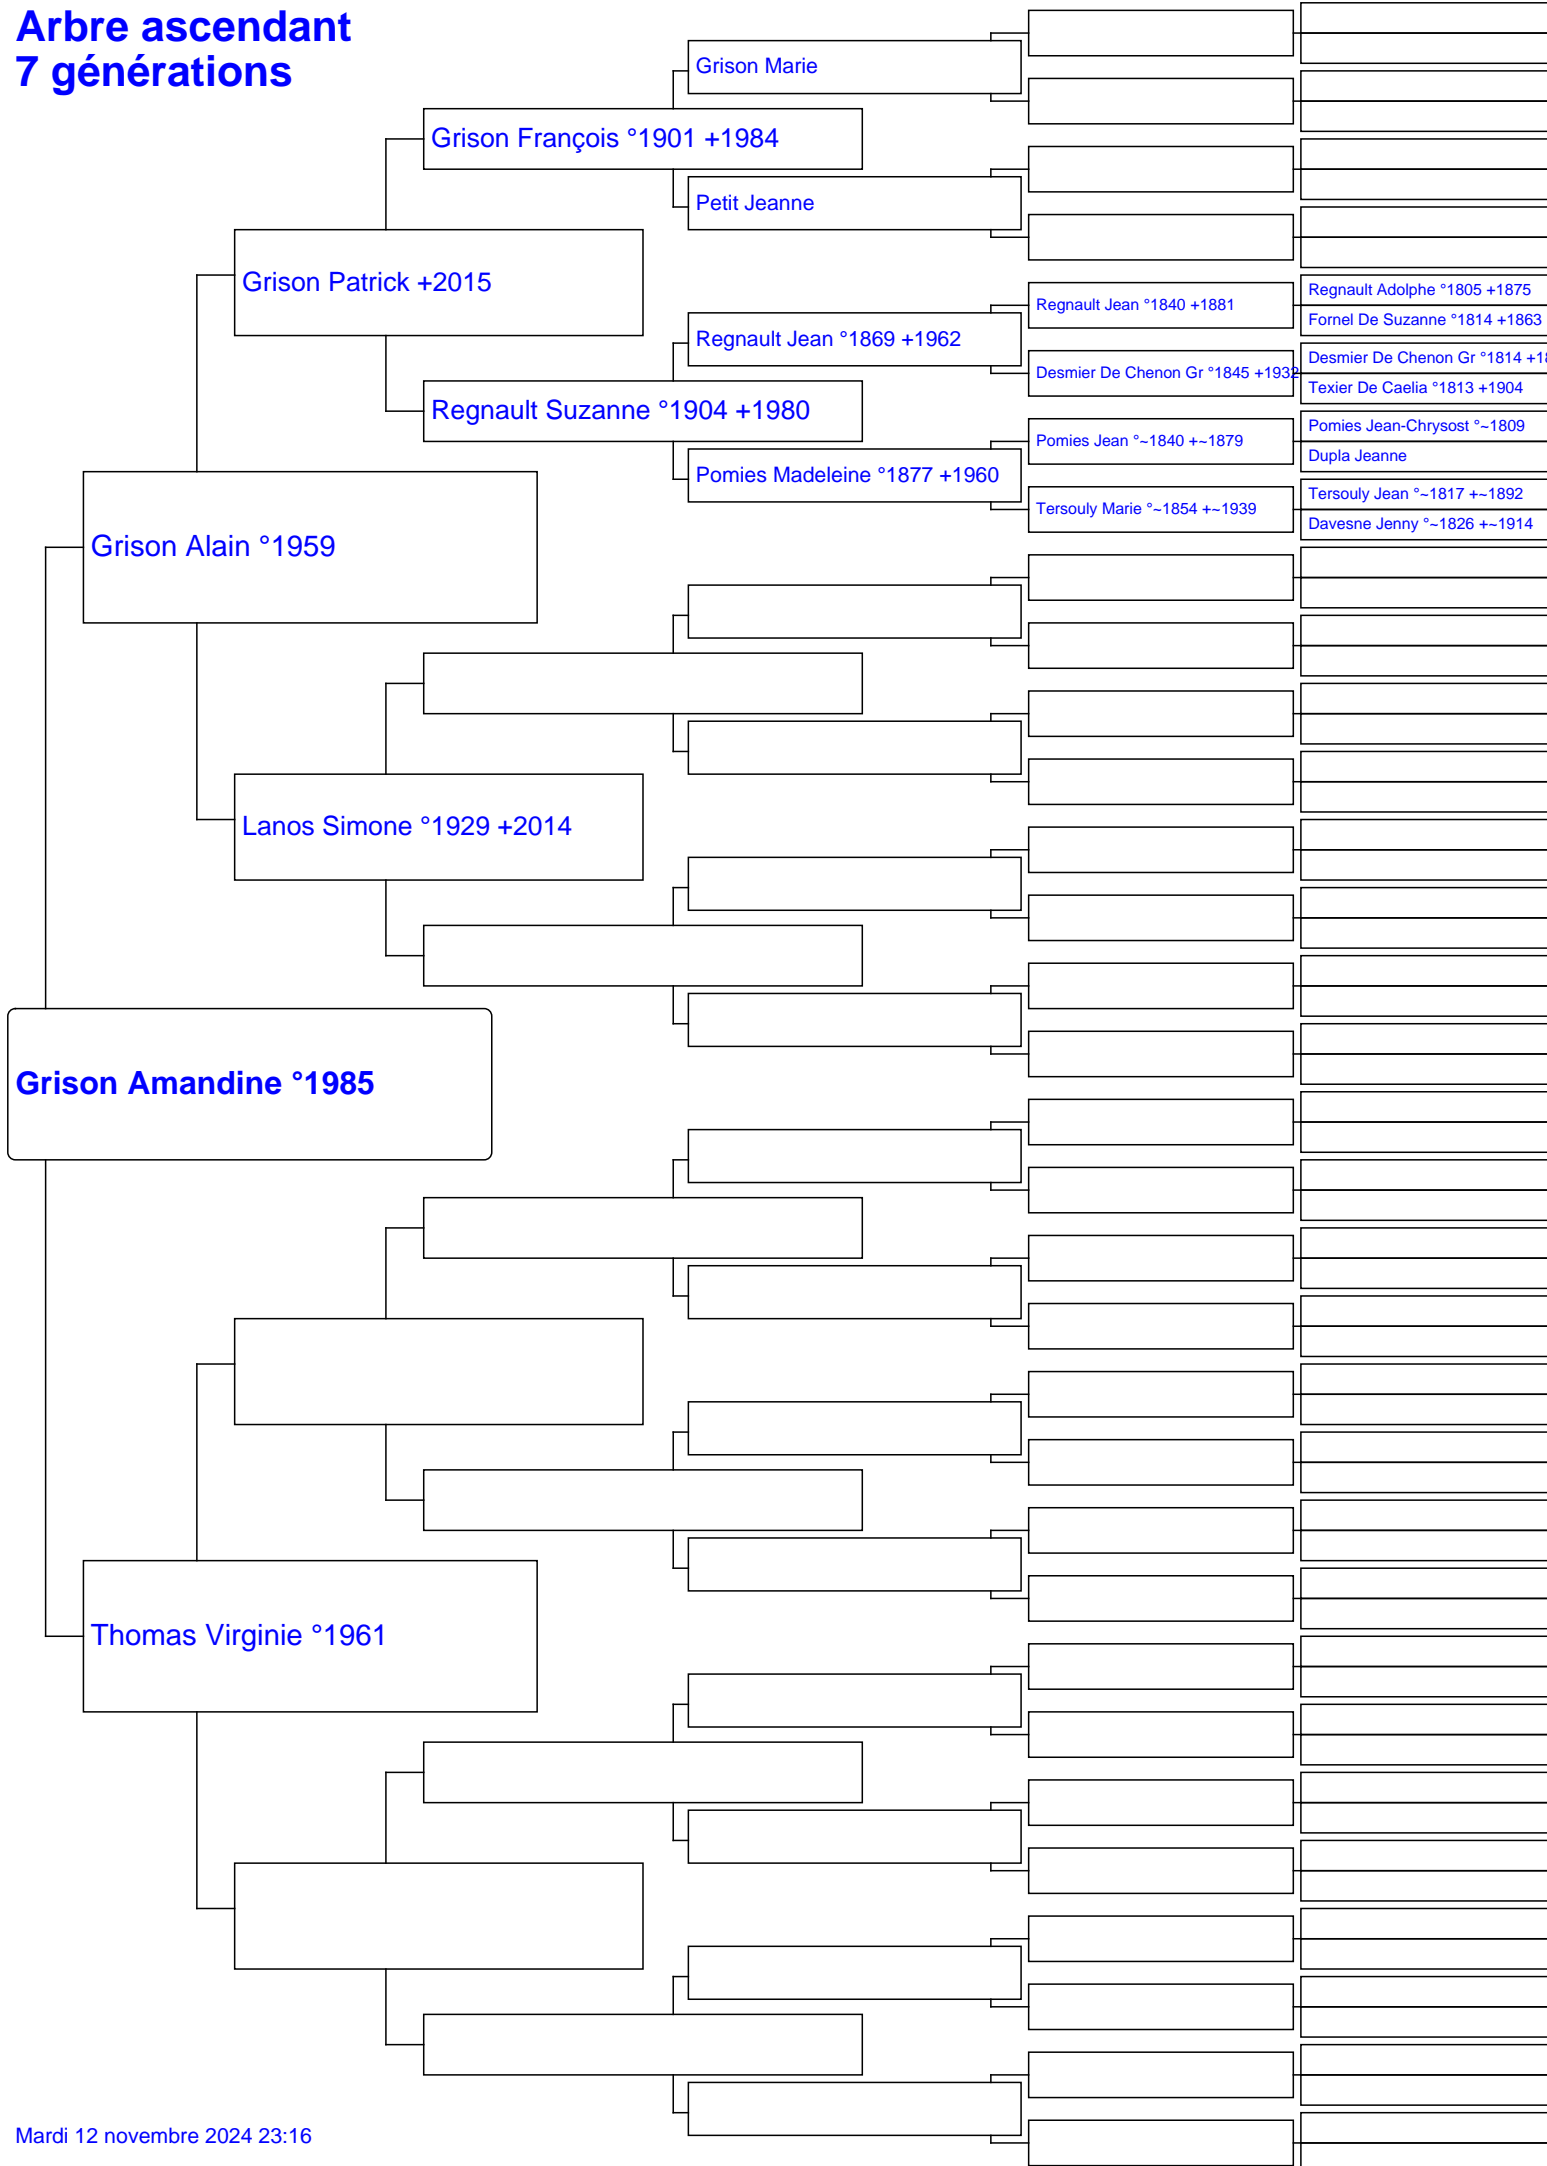 Arbre ascendant
7 générations
Grison Marie
Grison François °1901 +1984
Petit Jeanne
Grison Patrick +2015
Regnault Adolphe °1805 +1875
Regnault Jean °1840 +1881
Fornel De Suzanne °1814 +1863
Regnault Jean °1869 +1962
Desmier De Chenon Gr °1814 +18
Desmier De Chenon Gr °1845 +1932
Texier De Caelia °1813 +1904
Regnault Suzanne °1904 +1980
Pomies Jean-Chrysost °~1809
Pomies Jean °~1840 +~1879
Dupla Jeanne
Pomies Madeleine °1877 +1960
Tersouly Jean °~1817 +~1892
Tersouly Marie °~1854 +~1939
Davesne Jenny °~1826 +~1914
Grison Alain °1959
Lanos Simone °1929 +2014
Grison Amandine °1985
Thomas Virginie °1961
Mardi 12 novembre 2024 23:16